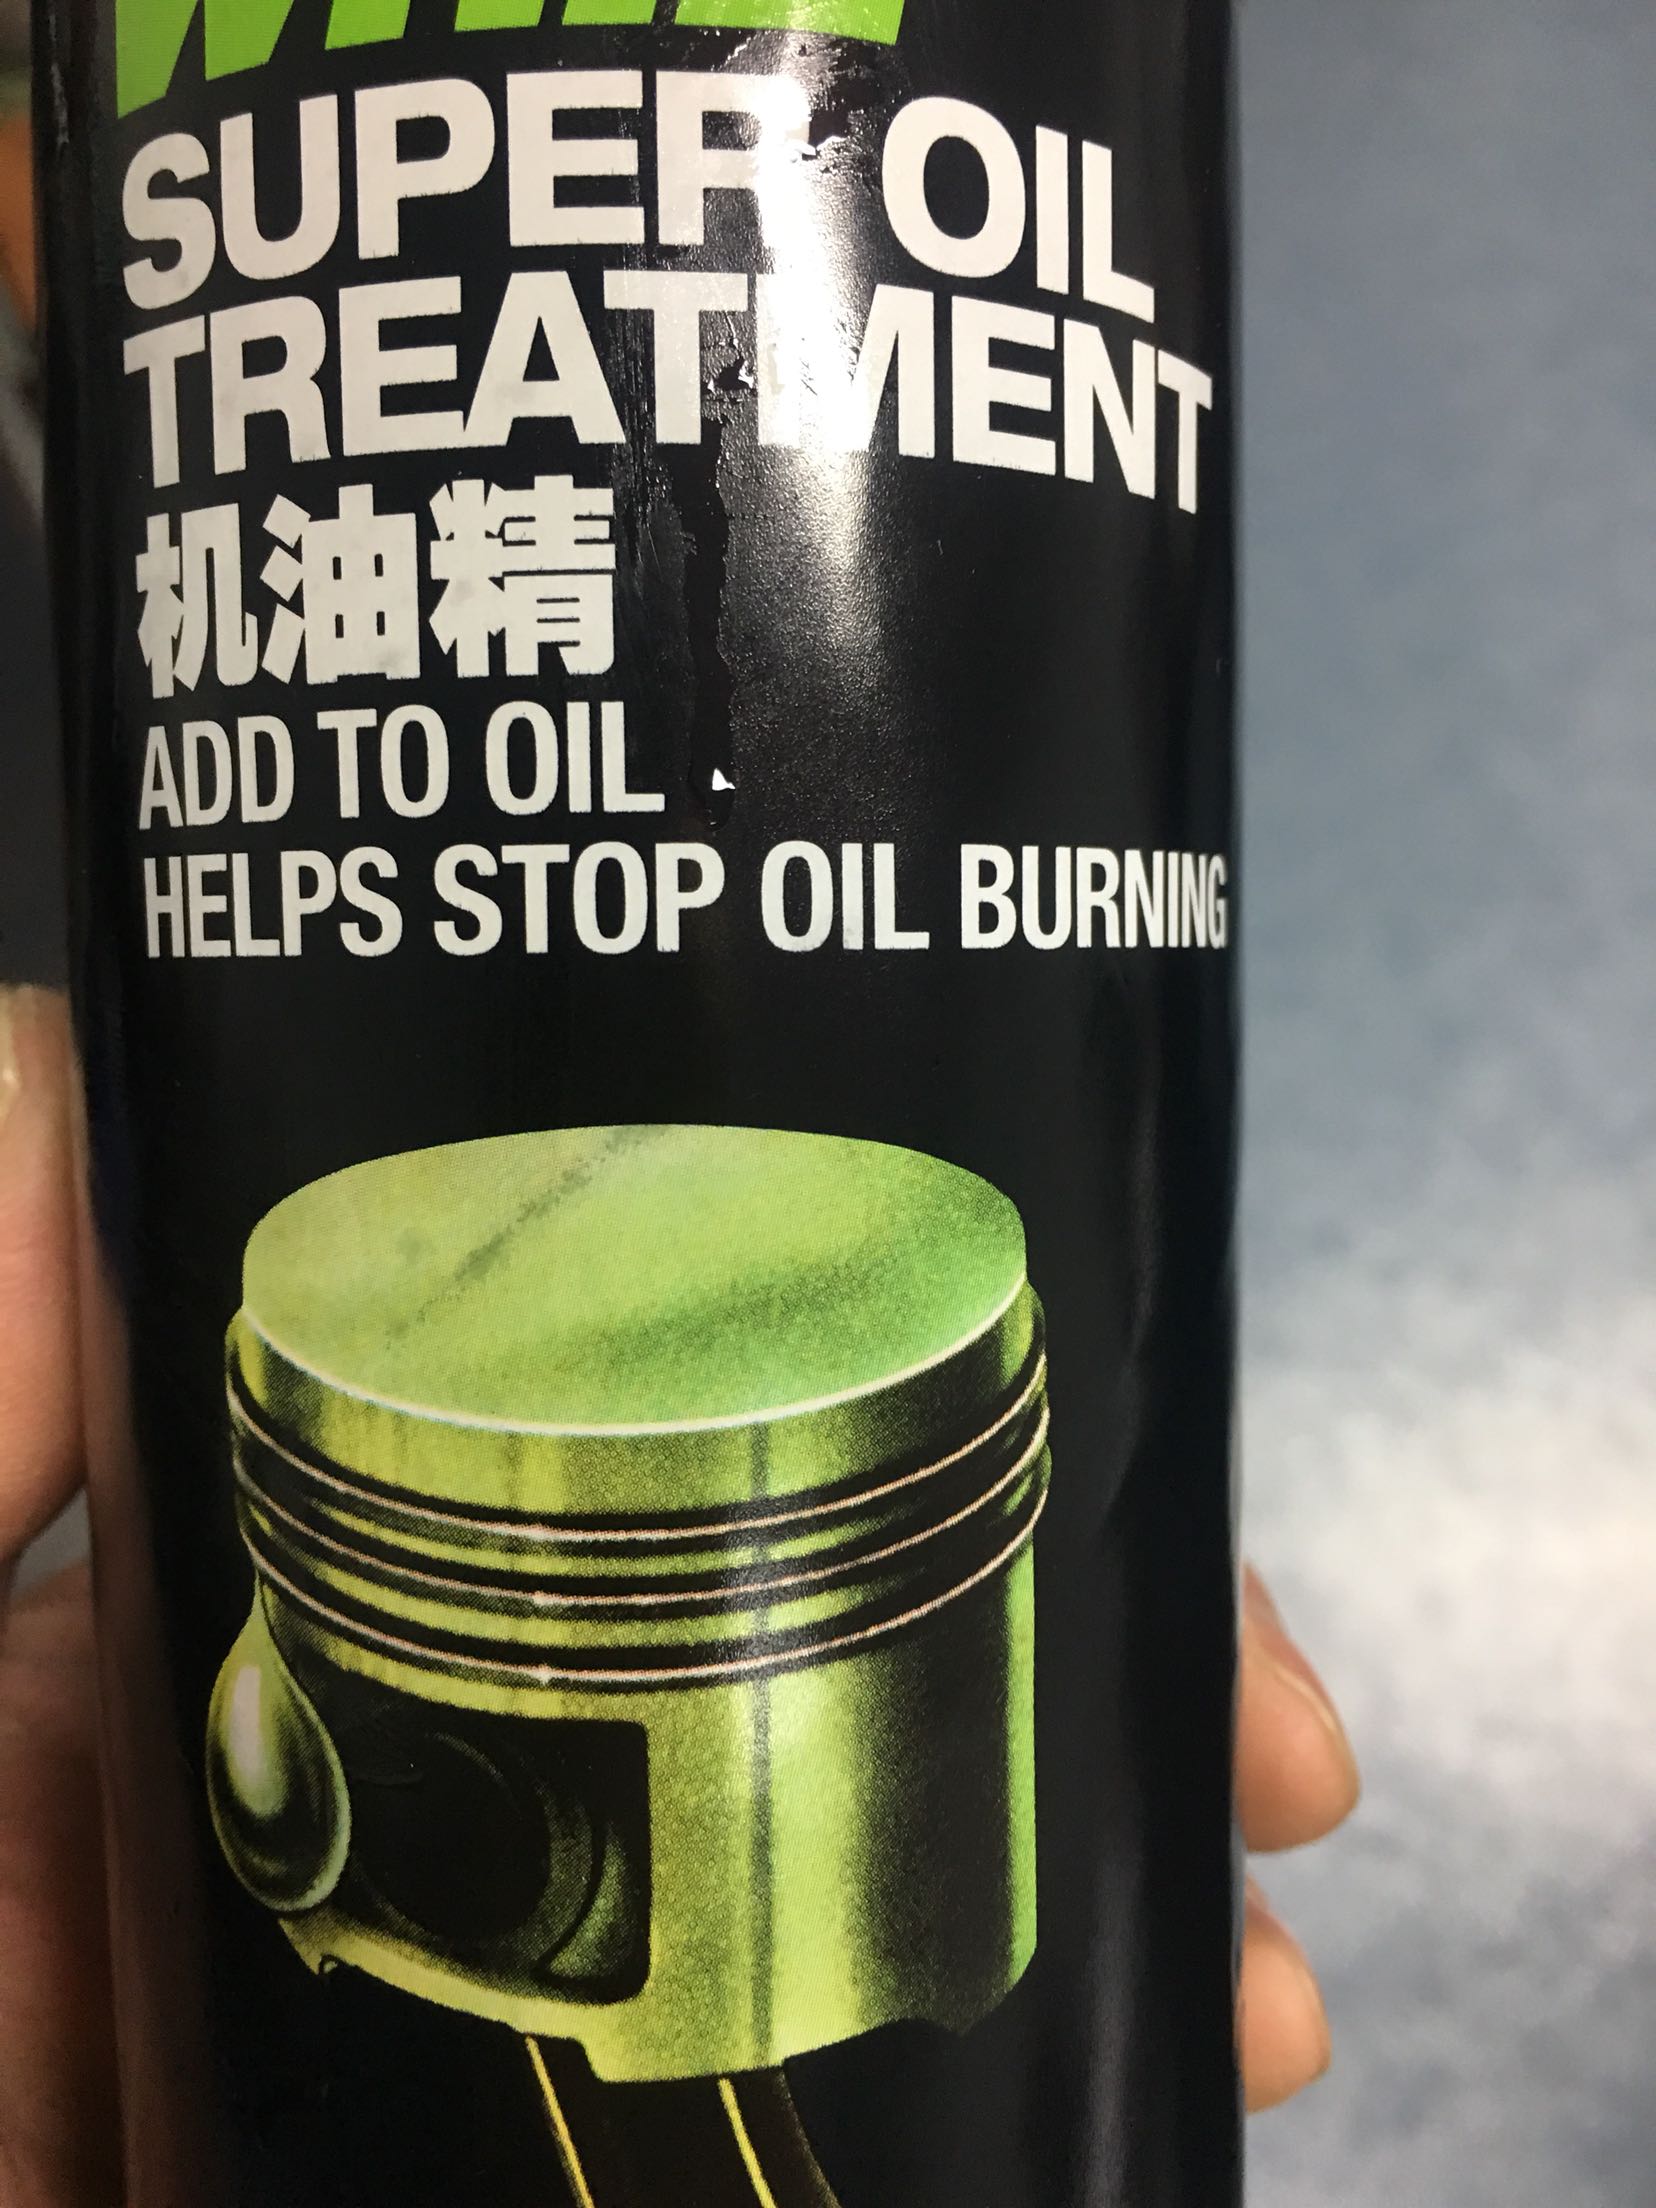 SUPER OIL
TREATMENT
机油精
ADD TO OIL
HELPS STOP OIL BURNING